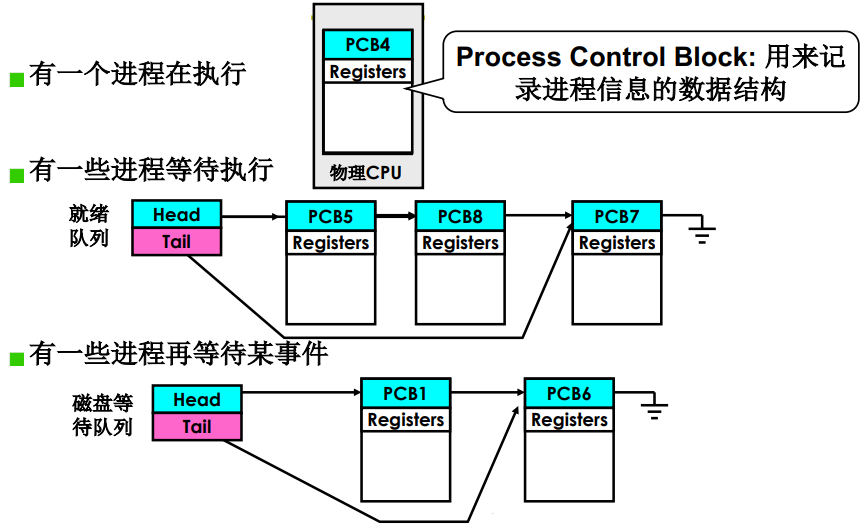 PCB4
Registers
物理CPU
Process Control Block: 用来记
录进程信息的数据结构
有一个进程在执行
有一些进程等待执行
就绪
队列
Head
Tail
PCB5
Registers
PCB8
Registers
PCB7
Registers
有一些进程再等待某事件
磁盘等
待队列
Head
Tail
PCB1
Registers
PCB6
Registers